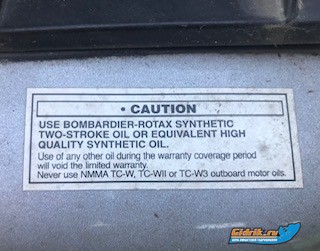 • CAUTION
USE BOMBARDIER-ROTAX SYNTHETIC
TWO-STROKE OIL OR EQUIVALENT HIGH
QUALITY SYNTHETIC OIL.
Use of any other oil during the warranty coverage period
will void the limited warranty.
Never use NMMA TC-W, TC-WII or TC-W3 outboard motor oils.
Gidrik.ru